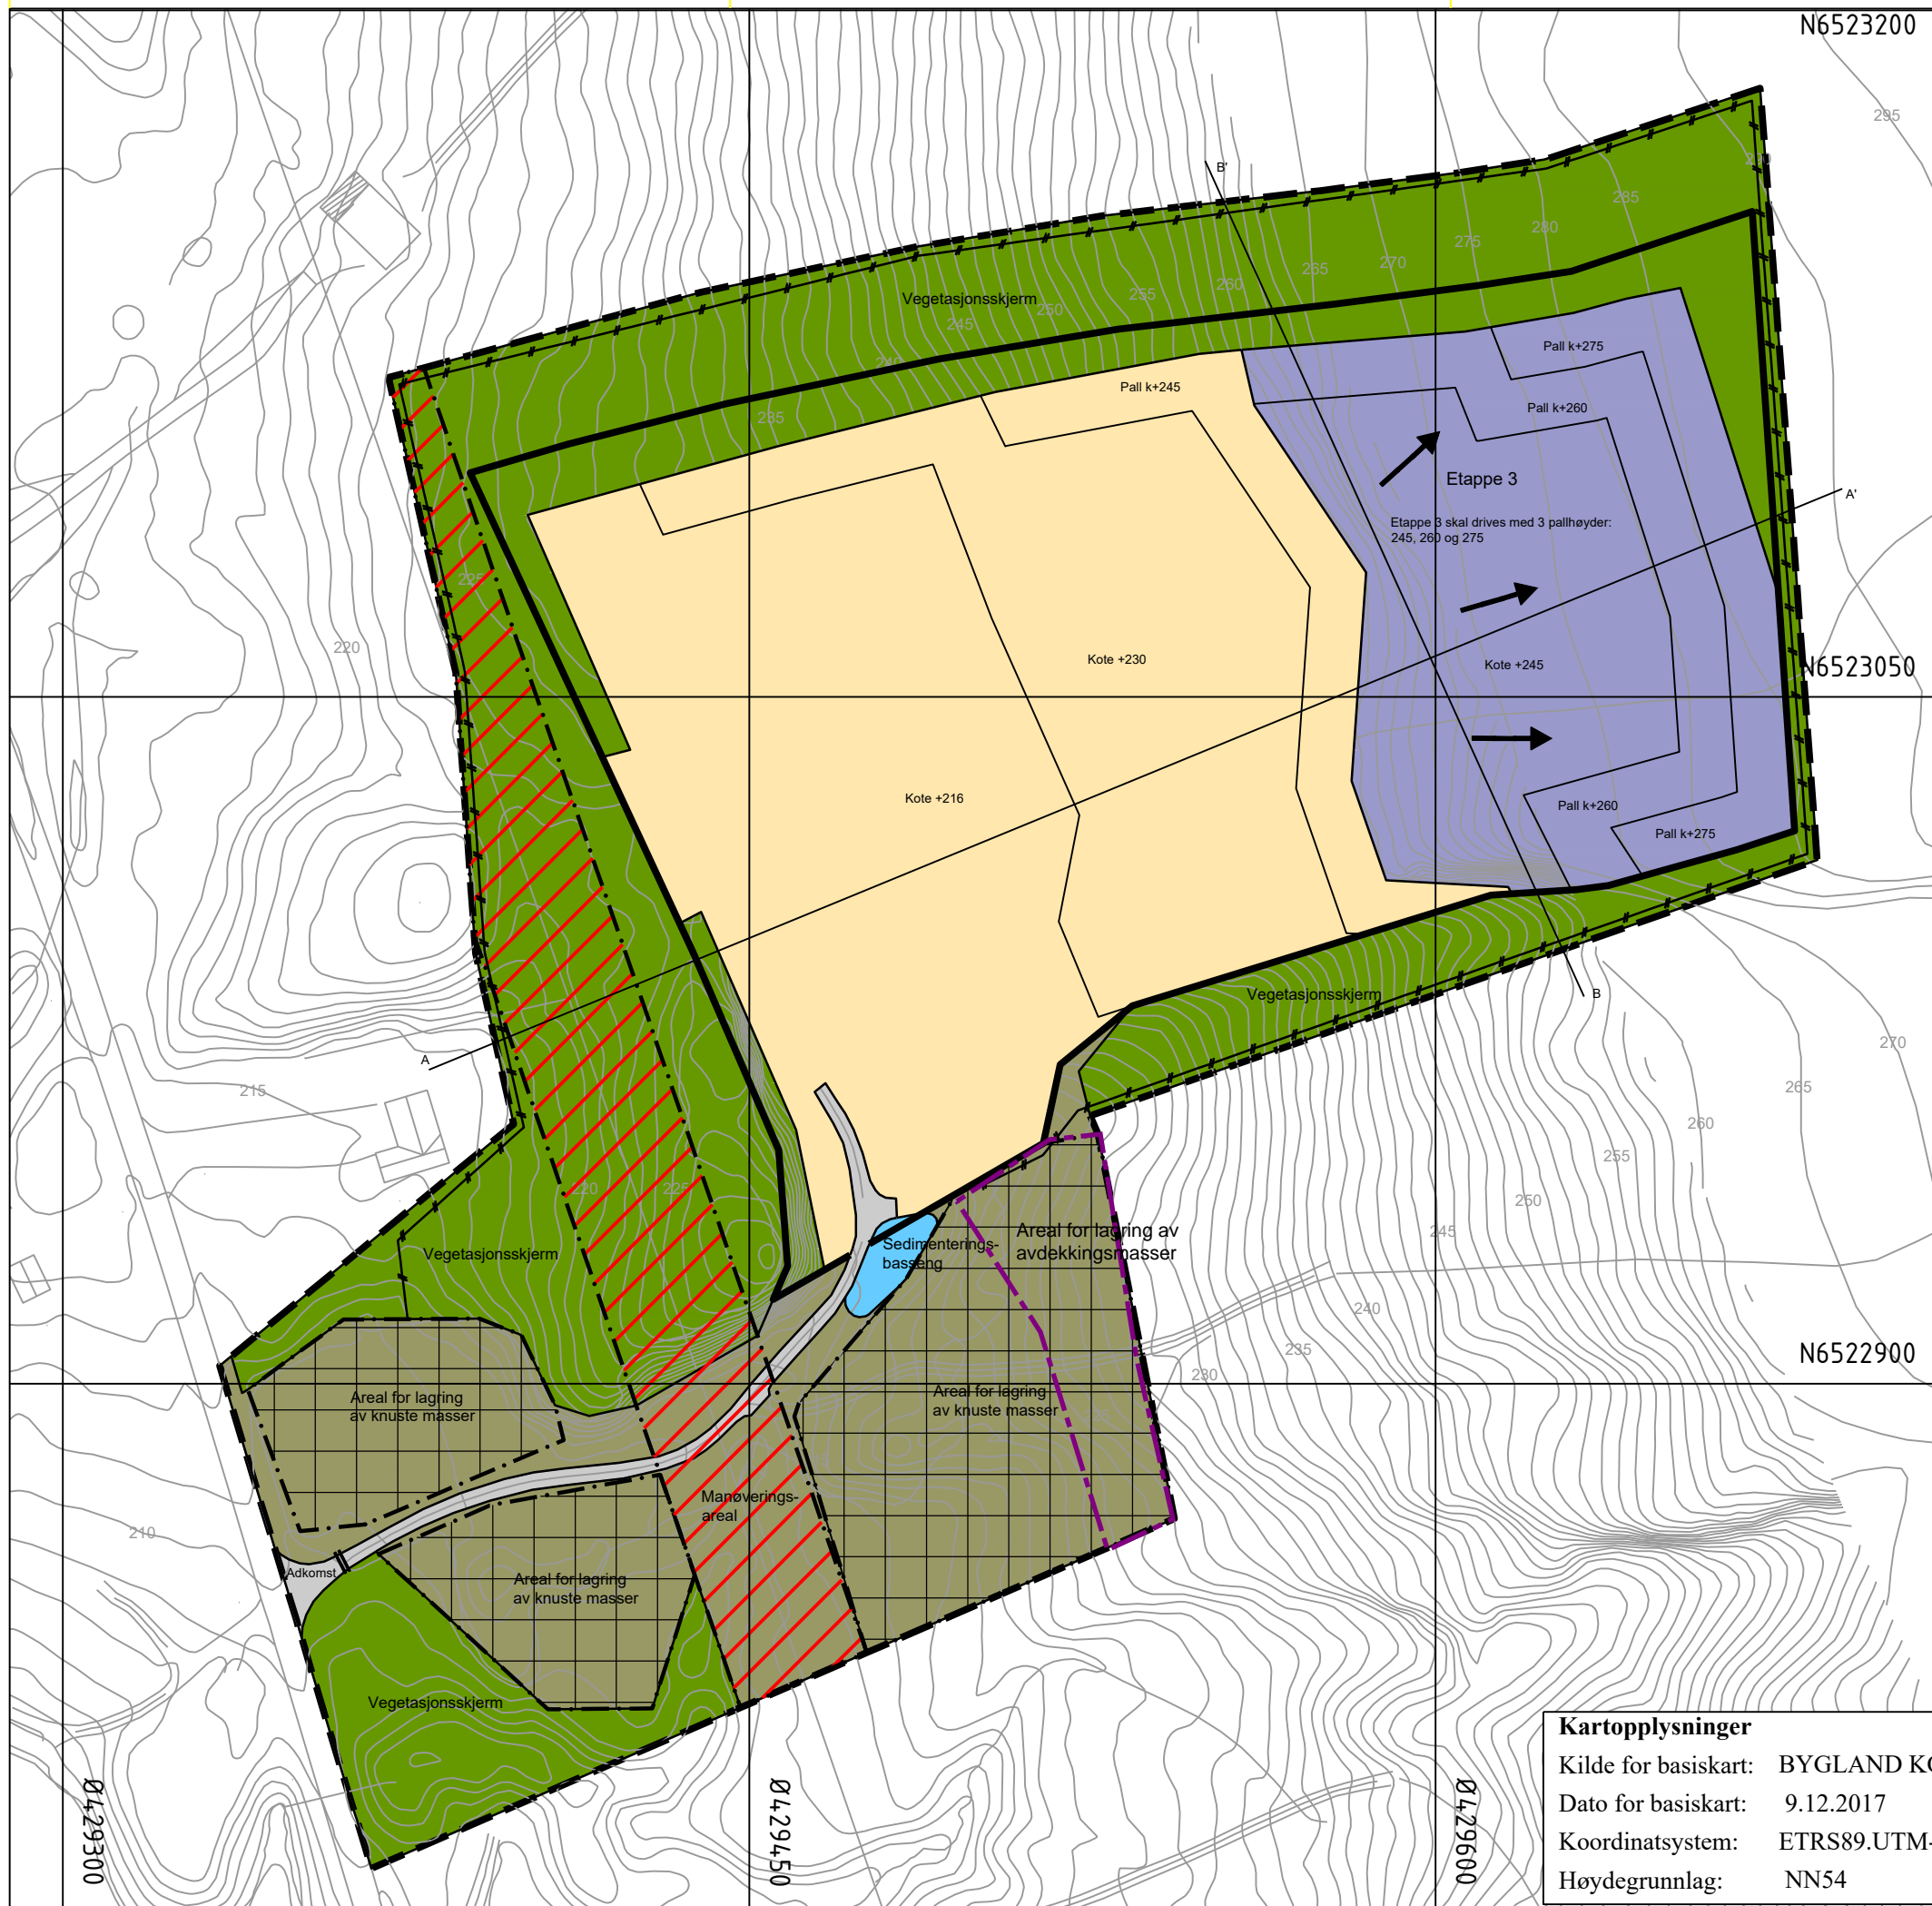 N6523200
295
290
B'
285
280
275
270
265
260
255
250
245
240
235
Vegetasjonsskjerm
Pall k+275
Pall k+245
Pall k+260
Etappe 3
A'
Etappe 3 skal drives med 3 pallhøyder:
245, 260 og 275
225
220
Kote +230
Kote +245
N6523050
Kote +216
Pall k+260
Pall k+275
Vegetasjonsskjerm
B
A
215
270
265
260
255
250
245
220
225
Vegetasjonsskjerm
Sedimenterings-
basseng
Areal for lagring av
avdekkingsmasser
240
235
230
N6522900
Areal for lagring
av knuste masser
Areal for lagring
av knuste masser
Manøverings-
areal
210
Adkomst
Areal for lagring
av knuste masser
Vegetasjonsskjerm
Ø429300
Ø429450
Ø429600
Kartopplysninger
Kilde for basiskart: BYGLAND
Dato for basiskart: 9.12.2017
Koordinatsystem: ETRS89.UTM-
Høydegrunnlag: NN54